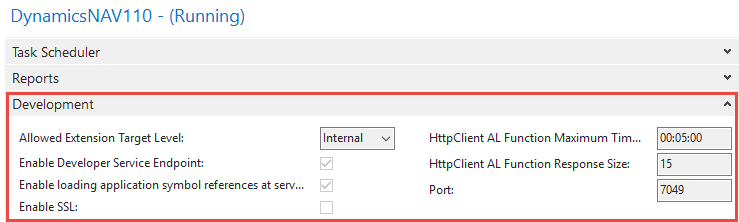 DynamicsNAV110 - (Running)
Task Scheduler
Reports
Development
Allowed Extension Target Level: Internal
HttpClient AL Function Maximum Tim... 00:05:00
Enable Developer Service Endpoint:
HttpClient AL Function Response Size: 15
Enable loading application symbol references at serv...
Port: 7049
Enable SSL: